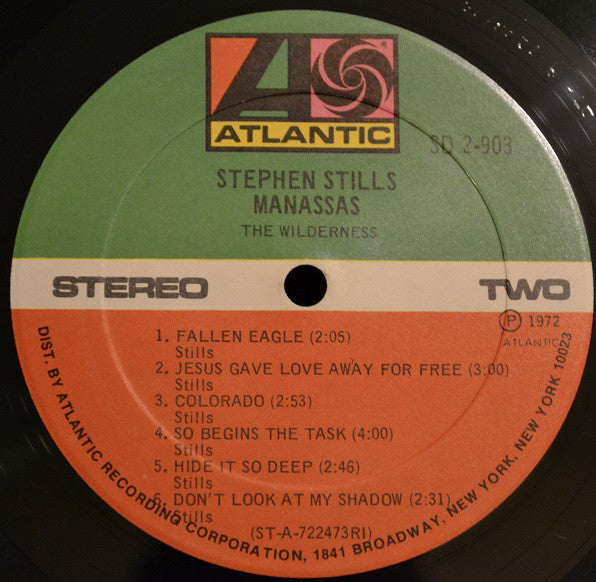 ATLANTIC
SD 2-903
STEPHEN STILLS
MANASSAS
THE WILDERNESS
STEREO
TWO
℗ 1972
ATLANTIC
1. FALLEN EAGLE (2:05)
Stills
2. JESUS GAVE LOVE AWAY FOR FREE (3:00)
Stills
3. COLORADO (2:53)
Stills
4. SO BEGINS THE TASK (4:00)
Stills
5. HIDE IT SO DEEP (2:46)
Stills
6. DON'T LOOK AT MY SHADOW (2:31)
Stills
(ST-A-722473RI)
DIST. BY ATLANTIC RECORDING CORPORATION, 1841 BROADWAY, NEW YORK, NEW YORK 10023